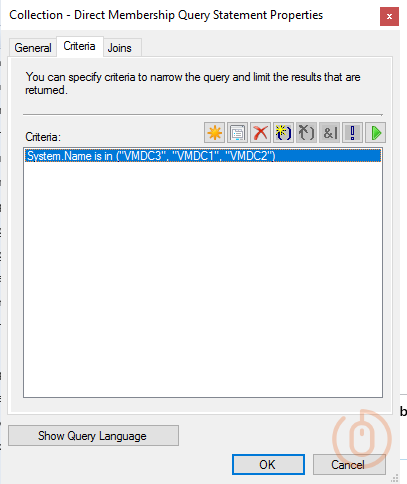 Collection - Direct Membership Query Statement Properties
x
General Criteria Joins
You can specify criteria to narrow the query and limit the results that are
returned.
Criteria:
&|
!
System.Name is in ("VMDC3", "VMDC1", "VMDC2")
Show Query Language
b
OK Cancel